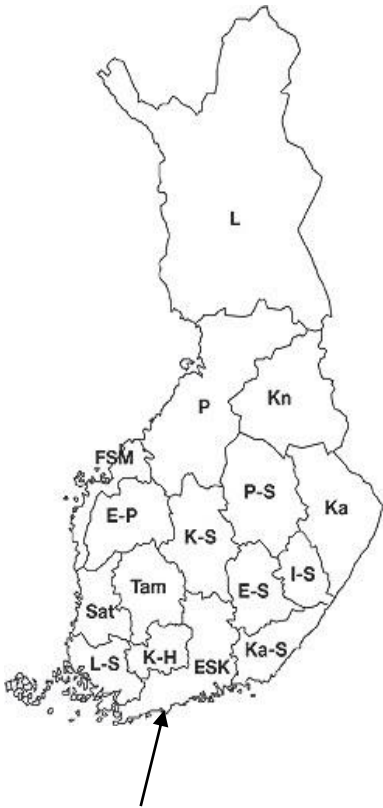 L
P
Kn
FSM
P-S
Ka
E-P
K-S
I-S
Tam
E-S
Sat
Ka-S
L-S
K-H
ESK